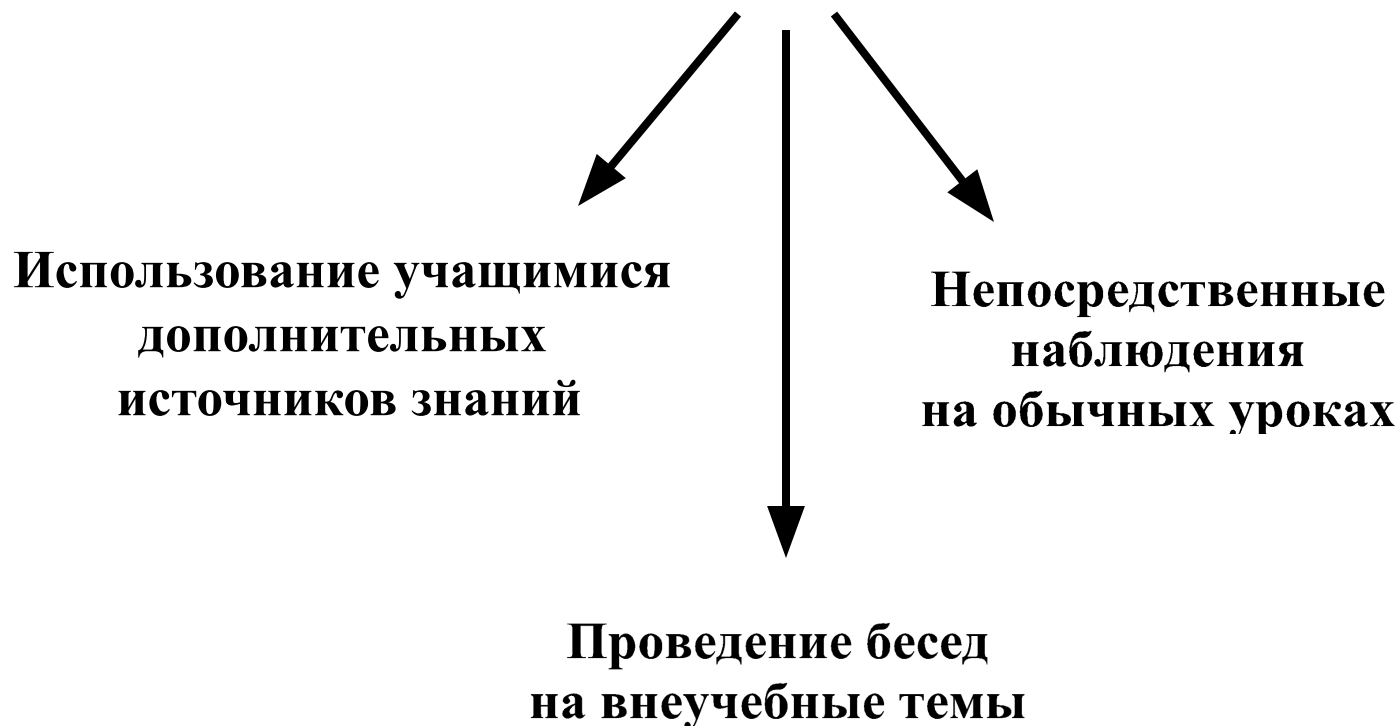 Использование учащимися
дополнительных
источников знаний
Непосредственные
наблюдения
на обычных уроках
Проведение бесед
на внеучебные темы